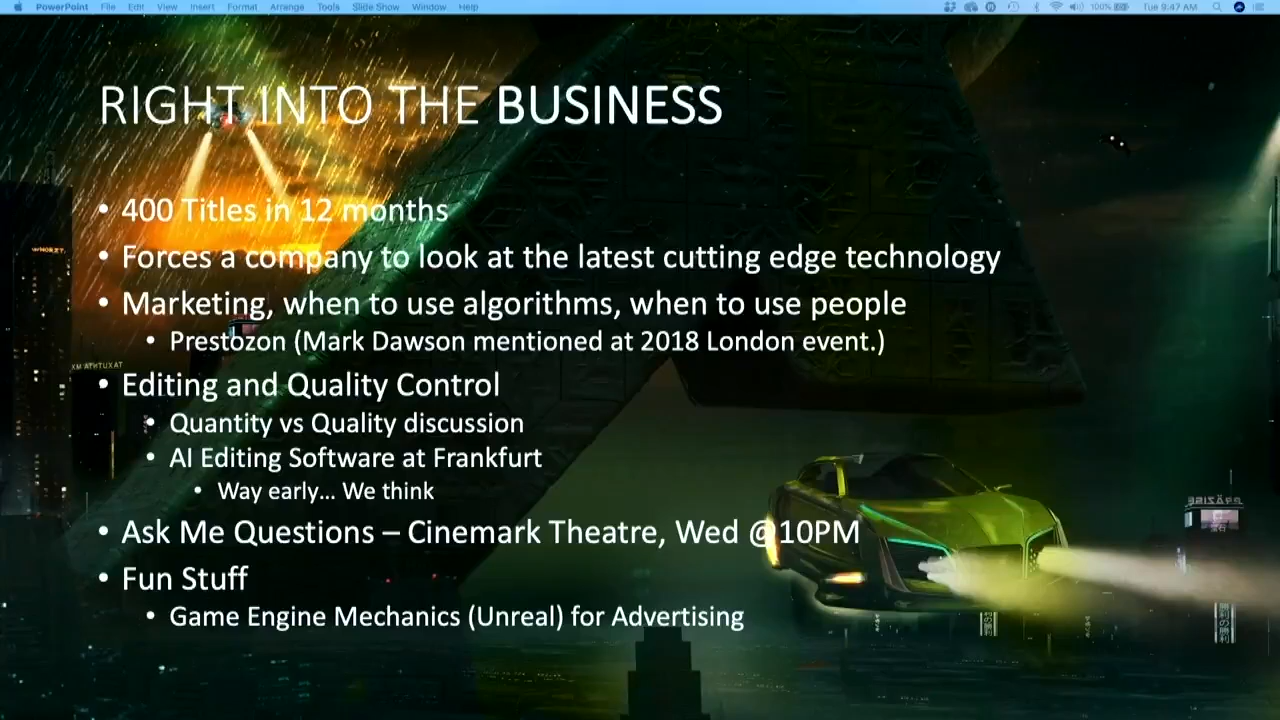 PowerPoint File Edit View Insert Format Arrange Tools Slide Show Window Help 100% Tue 9:47 AM
RIGHT INTO THE BUSINESS
• 400 Titles in 12 months
• Forces a company to look at the latest cutting edge technology
• Marketing, when to use algorithms, when to use people
• Prestozon (Mark Dawson mentioned at 2018 London event.)
• Editing and Quality Control
• Quantity vs Quality discussion
• AI Editing Software at Frankfurt
• Way early... We think
• Ask Me Questions – Cinemark Theatre, Wed @10PM
• Fun Stuff
• Game Engine Mechanics (Unreal) for Advertising